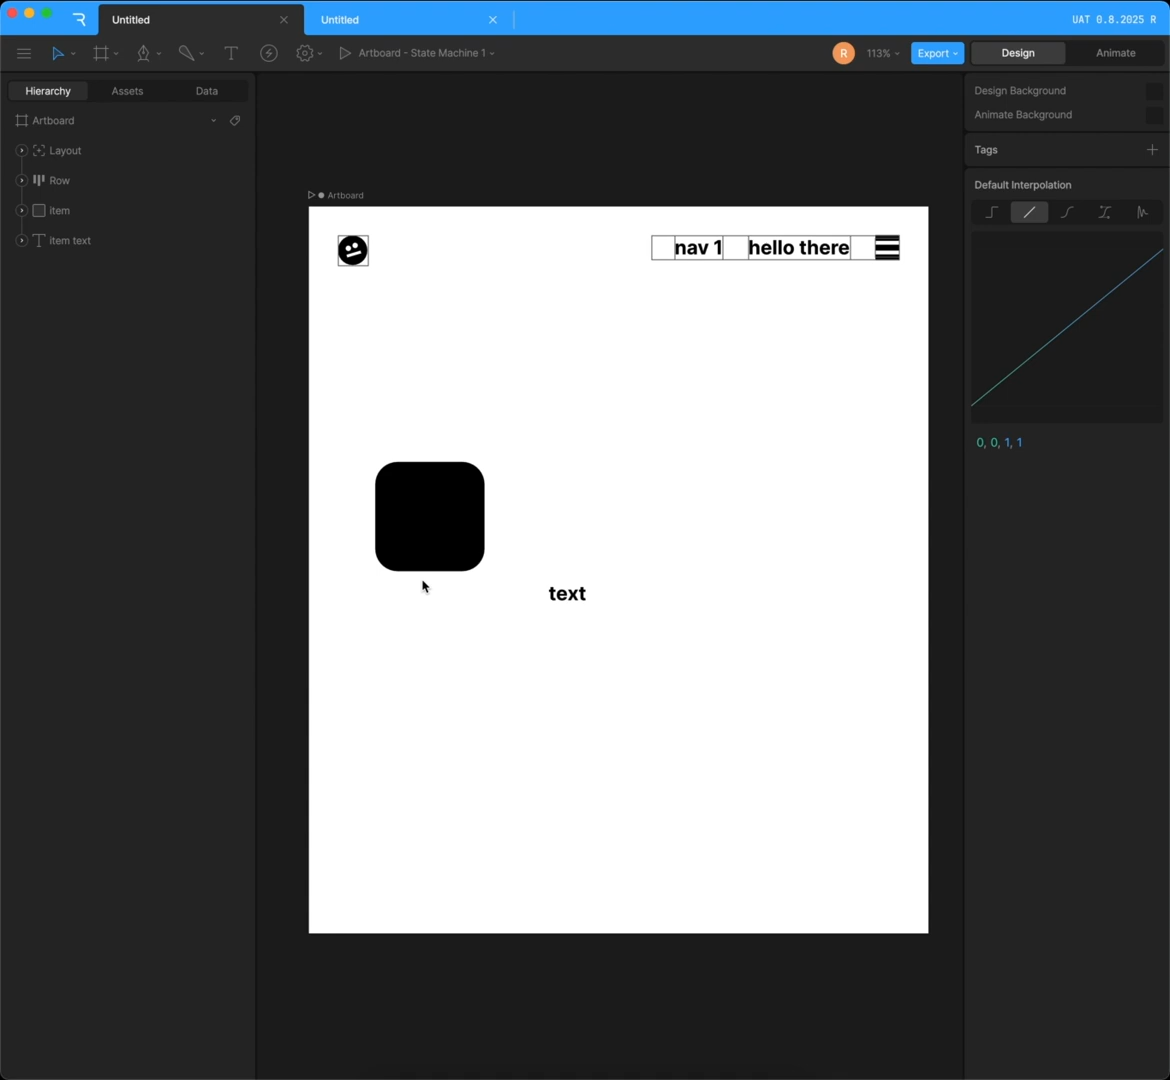 Untitled
Untitled
UAT 0.8.2025 R
Artboard - State Machine 1
R
113%
Export
Design
Animate
Hierarchy
Assets
Data
Design Background
Animate Background
Artboard
Layout
Row
item
item text
Tags
Default Interpolation
0, 0, 1, 1
Artboard
nav 1
hello there
text